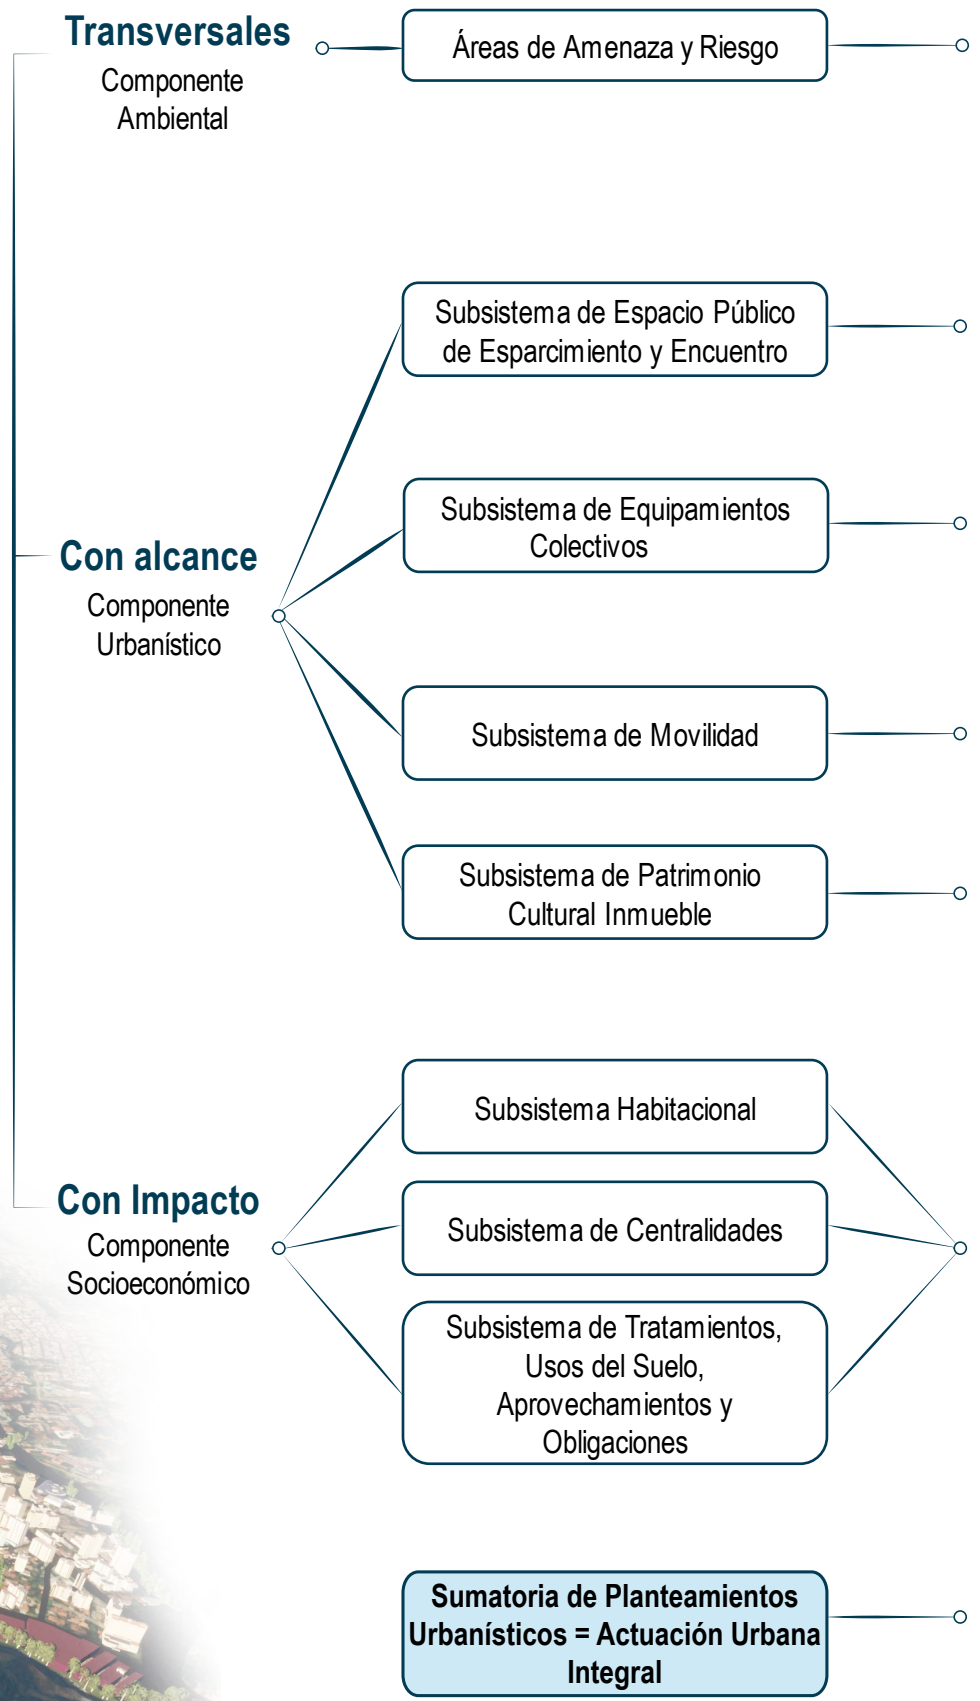 Transversales
Componente
Ambiental
Áreas de Amenaza y Riesgo
Subsistema de Espacio Público
de Esparcimiento y Encuentro
Subsistema de Equipamientos
Colectivos
Con alcance
Componente
Urbanístico
Subsistema de Movilidad
Subsistema de Patrimonio
Cultural Inmueble
Subsistema Habitacional
Con Impacto
Componente
Socioeconómico
Subsistema de Centralidades
Subsistema de Tratamientos,
Usos del Suelo,
Aprovechamientos y
Obligaciones
Sumatoria de Planteamientos
Urbanísticos = Actuación Urbana
Integral